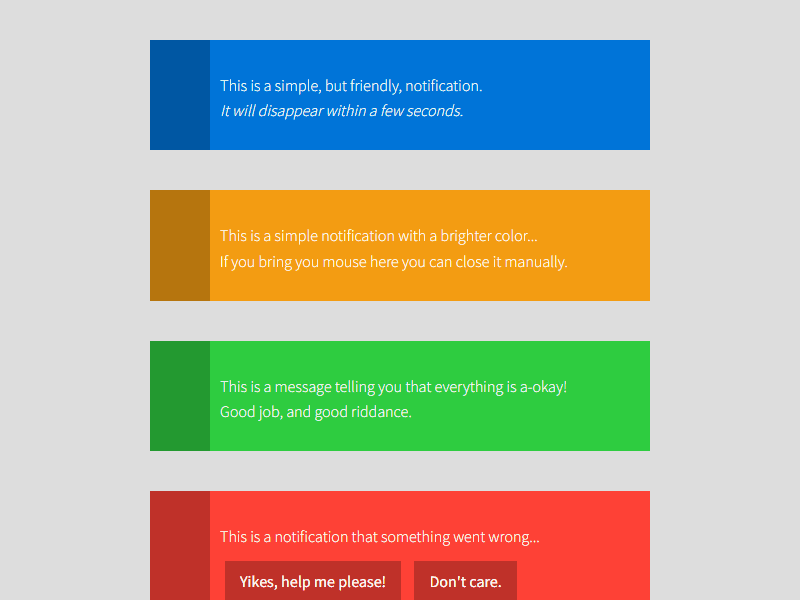 This is a simple, but friendly, notification.
It will disappear within a few seconds.
This is a simple notification with a brighter color...
If you bring you mouse here you can close it manually.
This is a message telling you that everything is a-okay!
Good job, and good riddance.
This is a notification that something went wrong...
Yikes, help me please! Don't care.